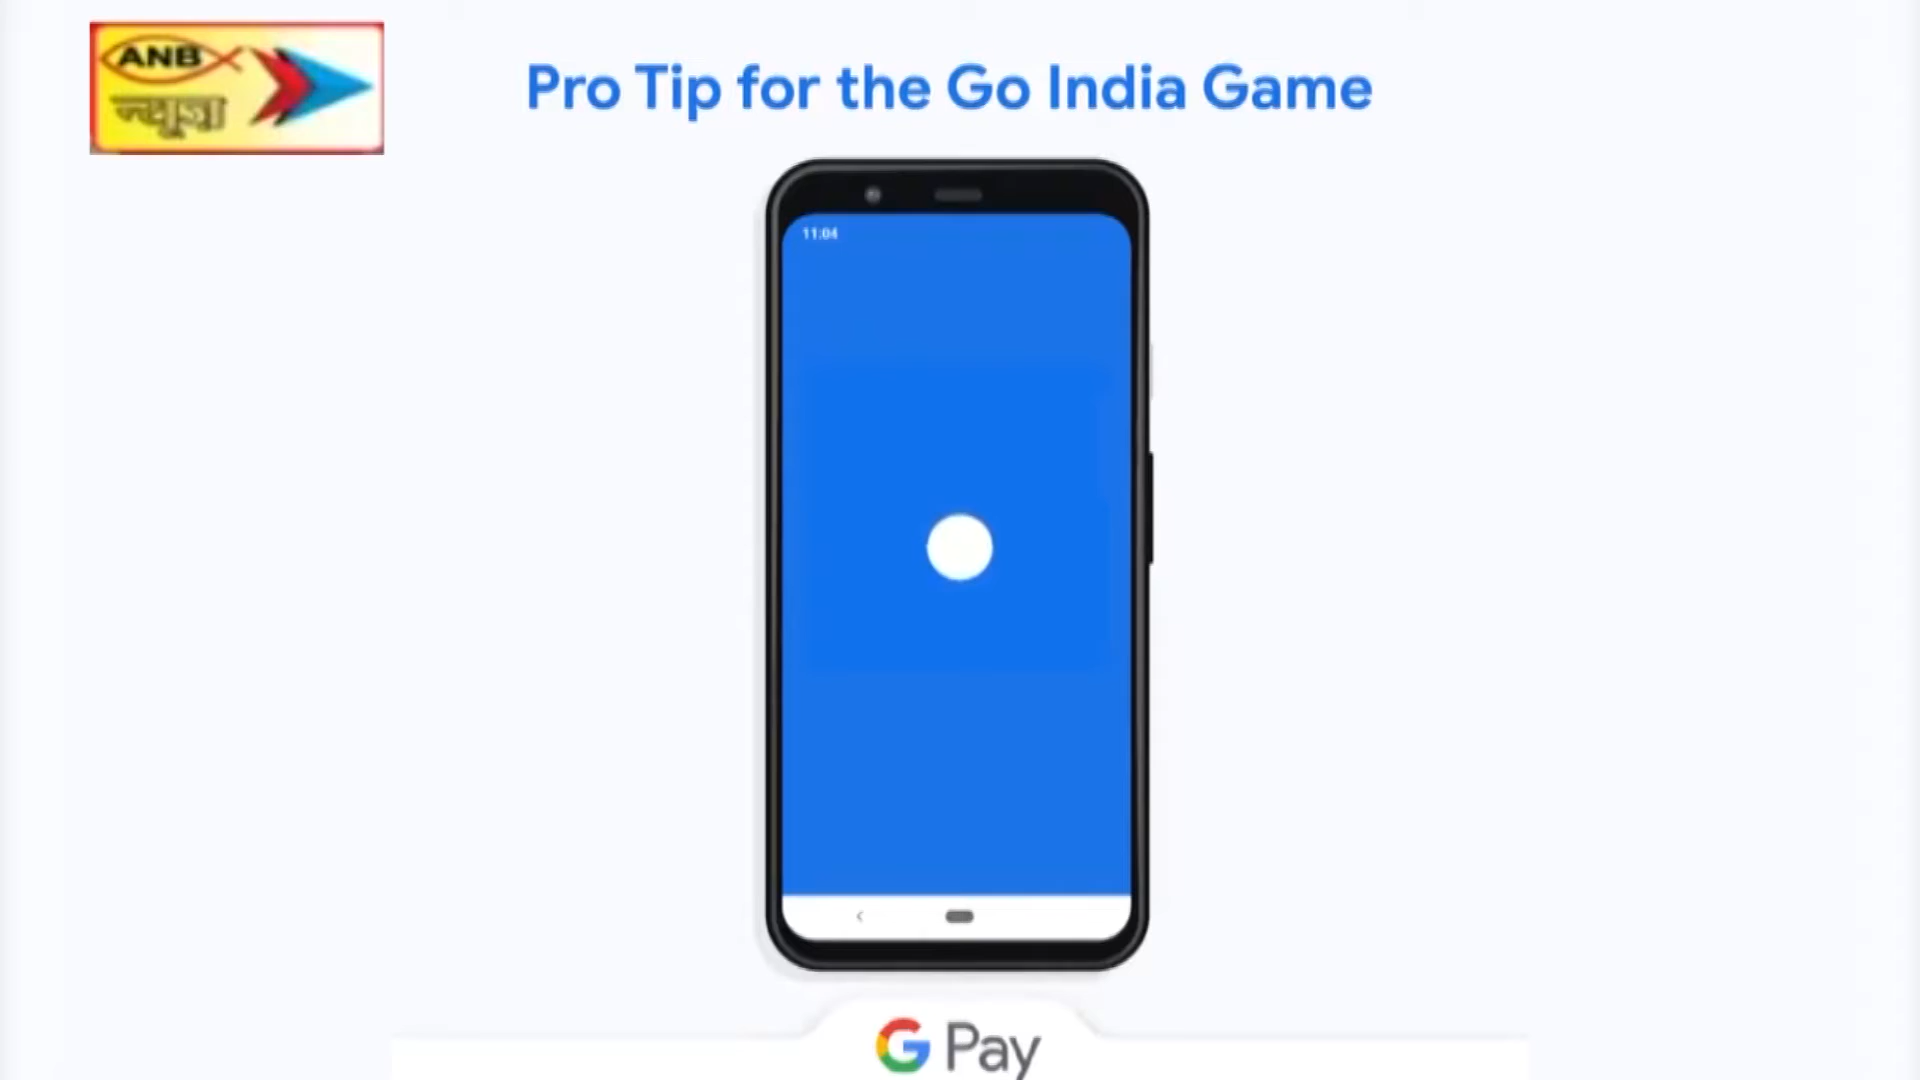 ANB
न्यूज़
Pro Tip for the Go India Game
11:04
G Pay